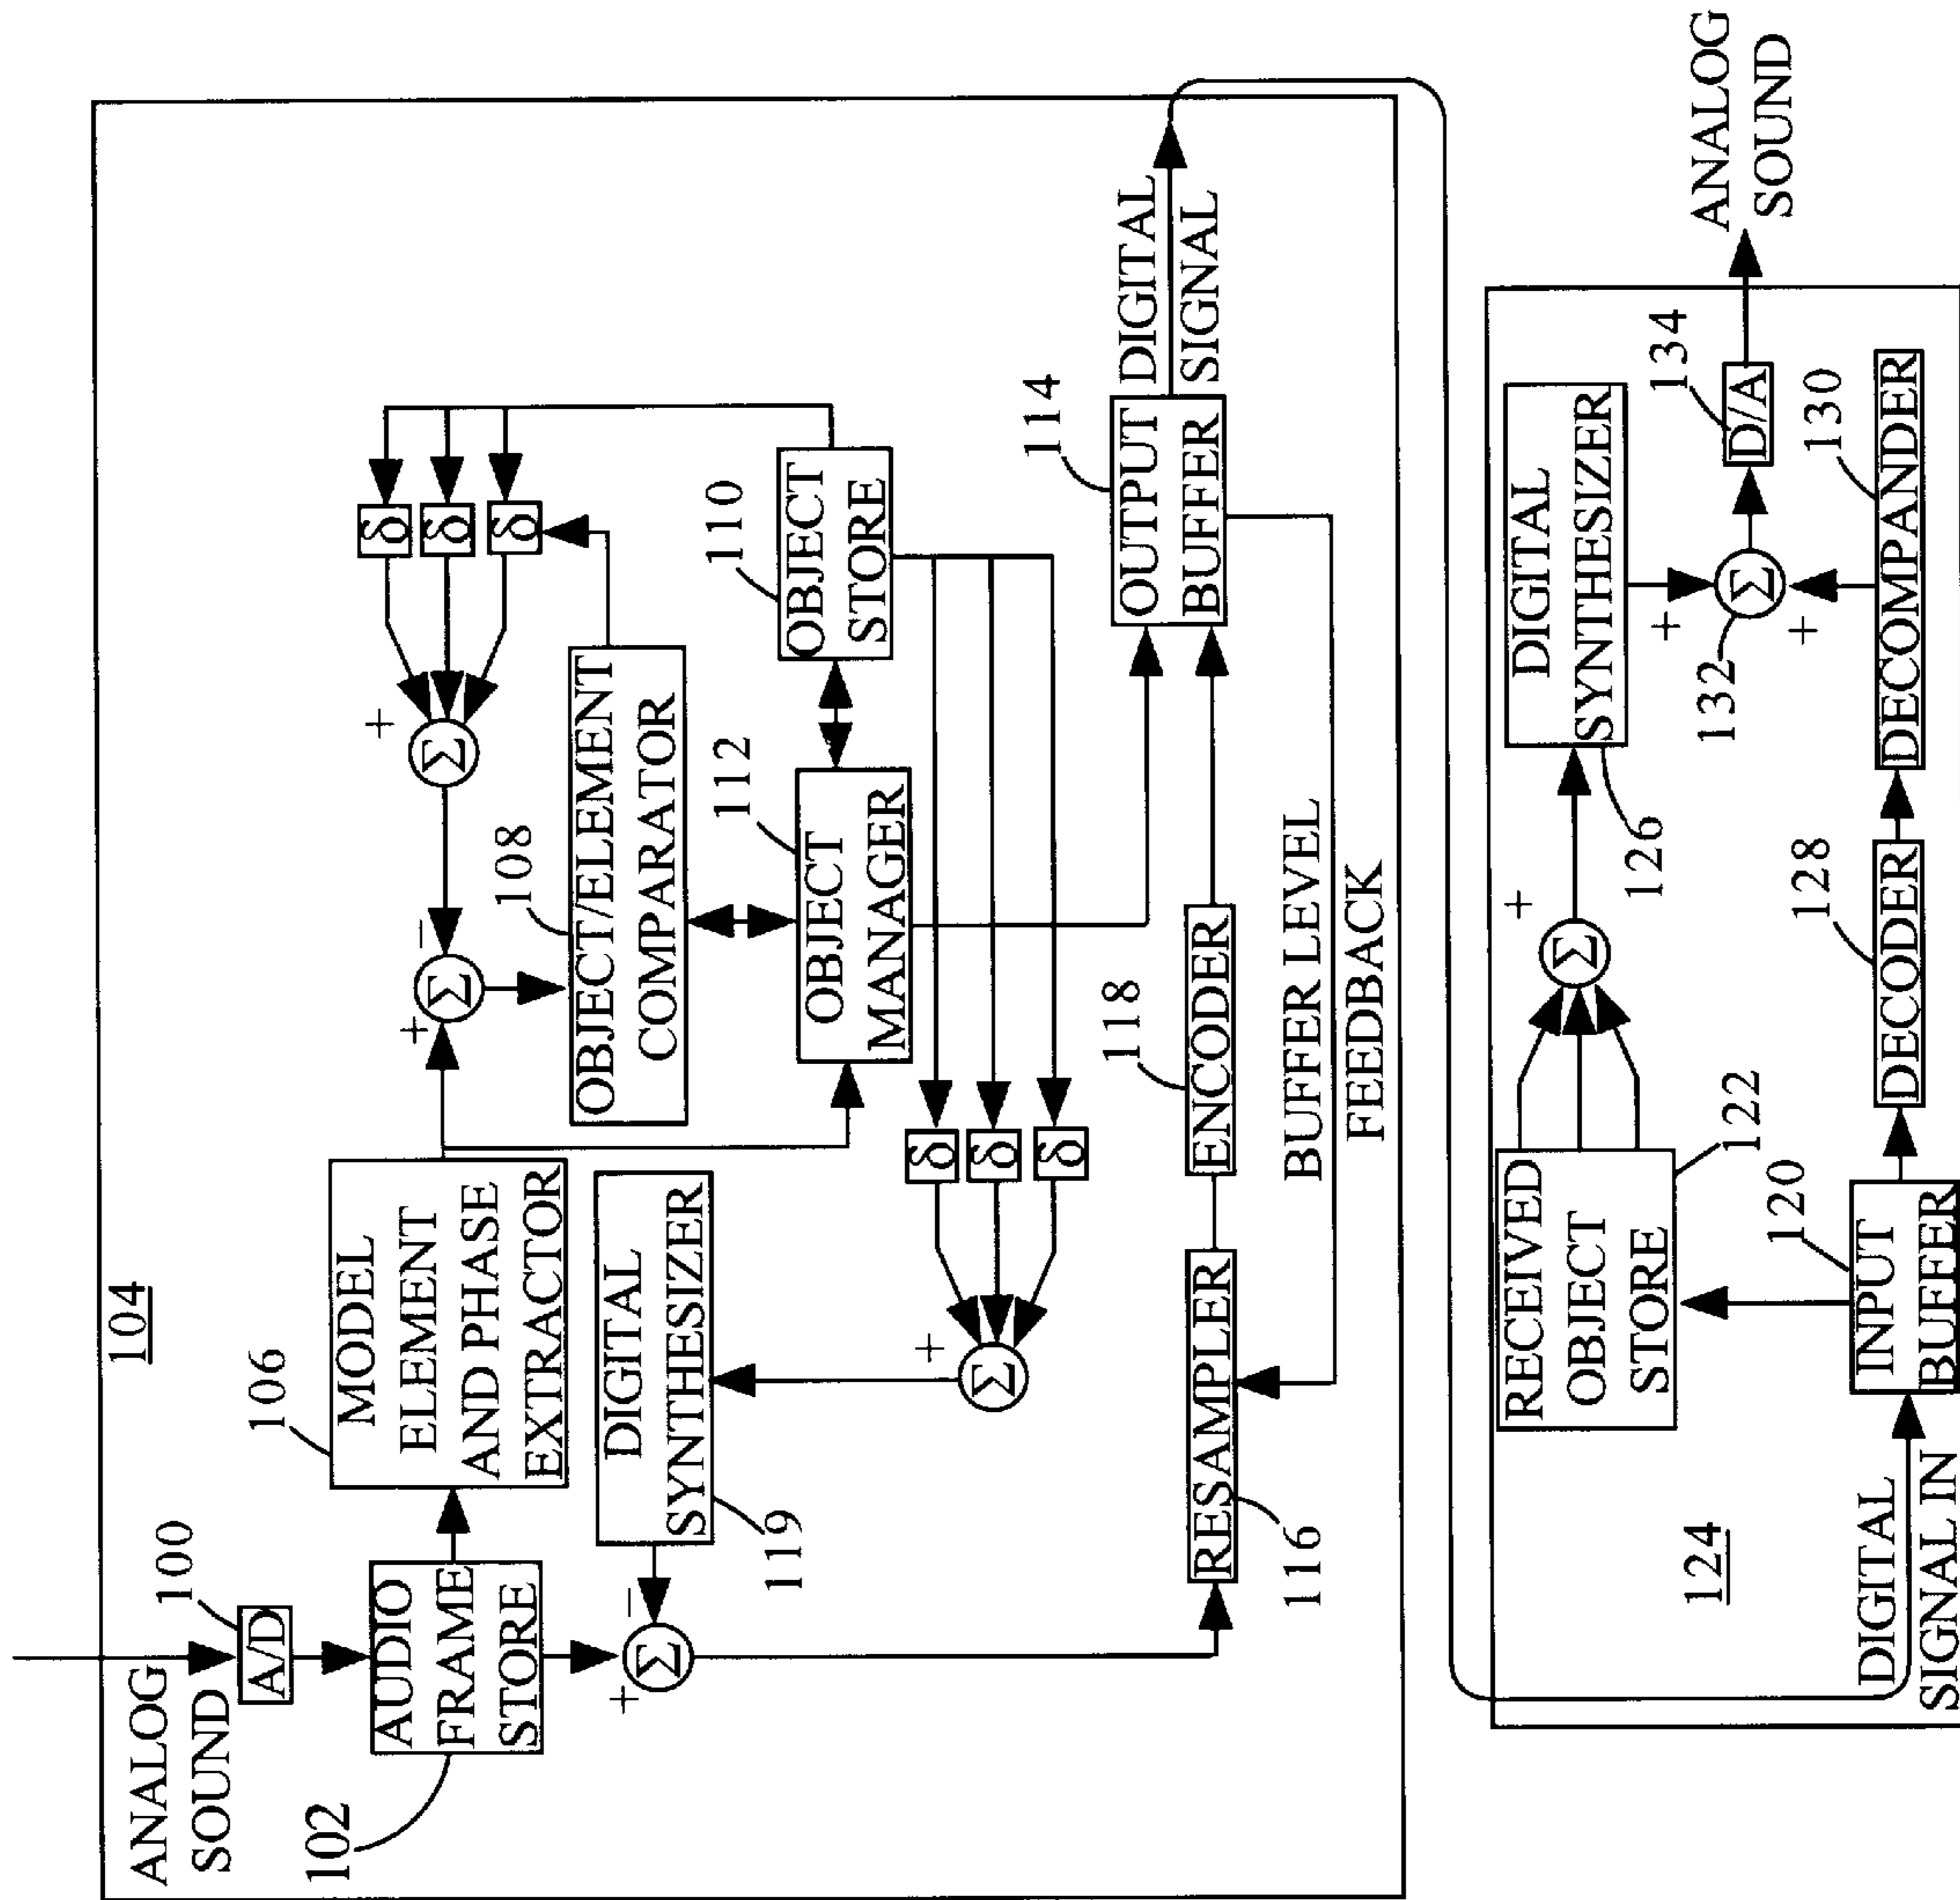 104
ANALOG
SOUND
100
A/D
AUDIO
FRAME
STORE
102
106
MODEL
ELEMENT
AND PHASE
EXTRACTOR
DIGITAL
SYNTHESIZER
119
+
−
Σ
+
−
Σ
+
Σ
δ
δ
δ
108
OBJECT/ELEMENT
COMPARATOR
112
OBJECT
MANAGER
110
OBJECT
STORE
δ
δ
δ
+
Σ
RESAMPLER
116
118
ENCODER
114
OUTPUT
BUFFER
DIGITAL
SIGNAL
BUFFER LEVEL
FEEDBACK
124
DIGITAL
SIGNAL IN
120
INPUT
BUFFER
RECEIVED
OBJECT
STORE
122
Σ
+
DIGITAL
SYNTHESIZER
126
128
DECODER
DECOMPANDER
130
+
Σ
+
132
D/A
134
ANALOG
SOUND